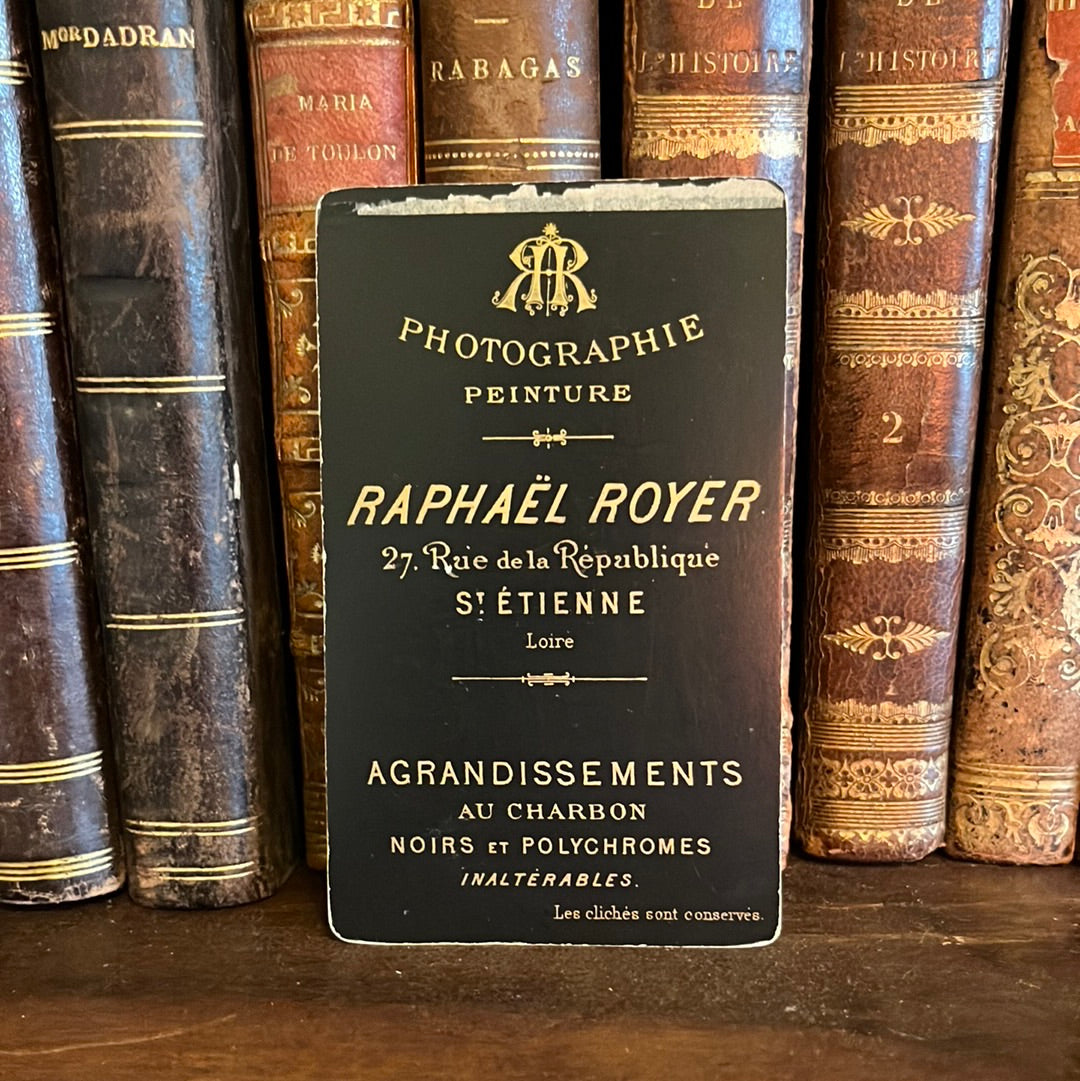 MGR DADRAN
MARIA
DE TOULON
RABAGAS
DE
L'HISTOIRE
DE
L'HISTOIRE
2
RR
PHOTOGRAPHIE
PEINTURE
RAPHAËL ROYER
27. Rue de la République
ST ÉTIENNE
Loire
AGRANDISSEMENTS
AU CHARBON
NOIRS ET POLYCHROMES
INALTÉRABLES.
Les clichés sont conservés.